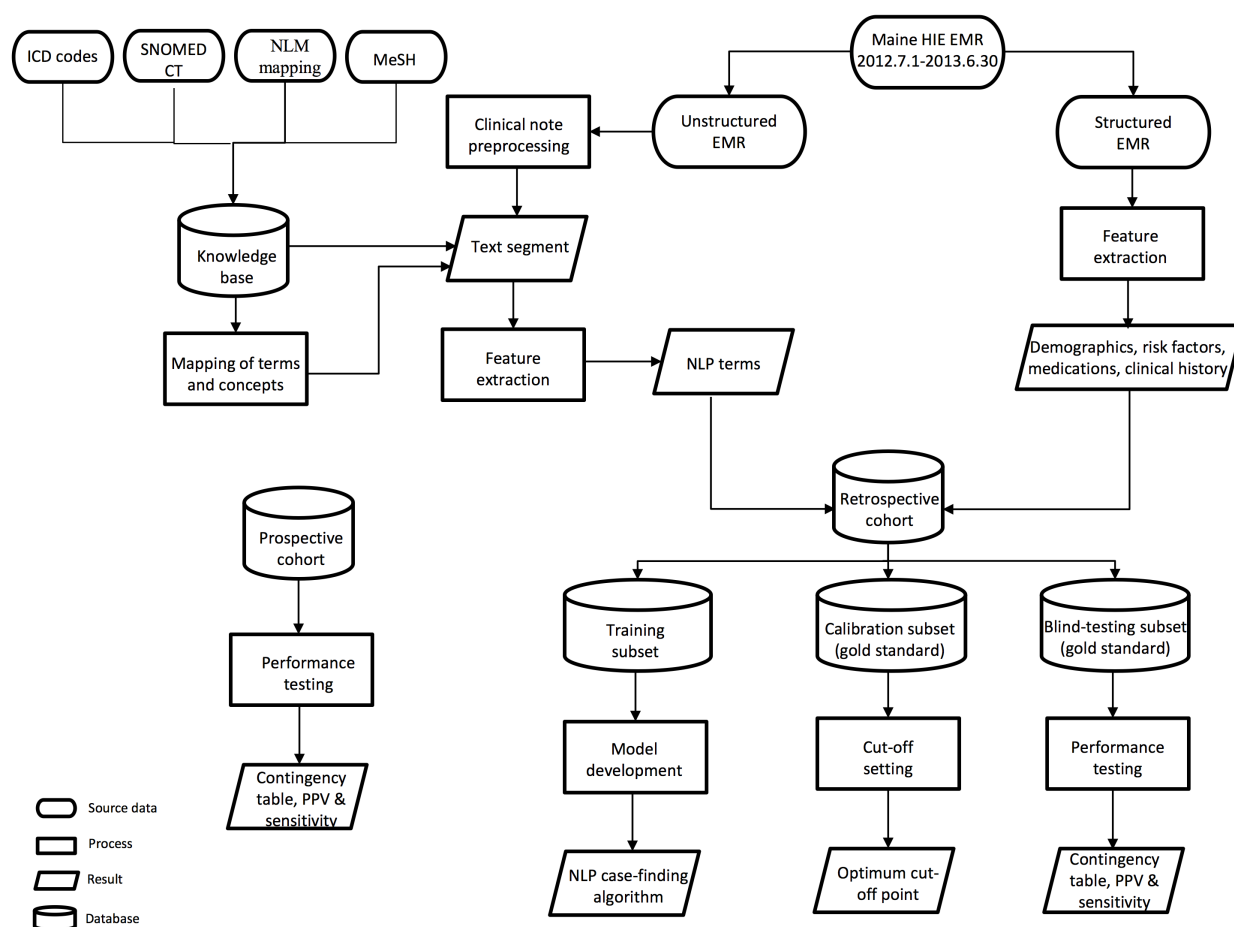 ICD codes
SNOMED
CT
NLM
mapping
MeSH
Maine HIE EMR
2012.7.1-2013.6.30
Clinical note
preprocessing
Unstructured
EMR
Structured
EMR
Knowledge
base
Text segment
Feature
extraction
Mapping of terms
and concepts
Feature
extraction
NLP terms
Demographics, risk factors,
medications, clinical history
Prospective
cohort
Retrospective
cohort
Performance
testing
Training
subset
Calibration subset
(gold standard)
Blind-testing subset
(gold standard)
Contingency
table, PPV &
sensitivity
Model
development
Cut-off
setting
Performance
testing
NLP case-finding
algorithm
Optimum cut-
off point
Contingency
table, PPV &
sensitivity
Source data
Process
Result
Database